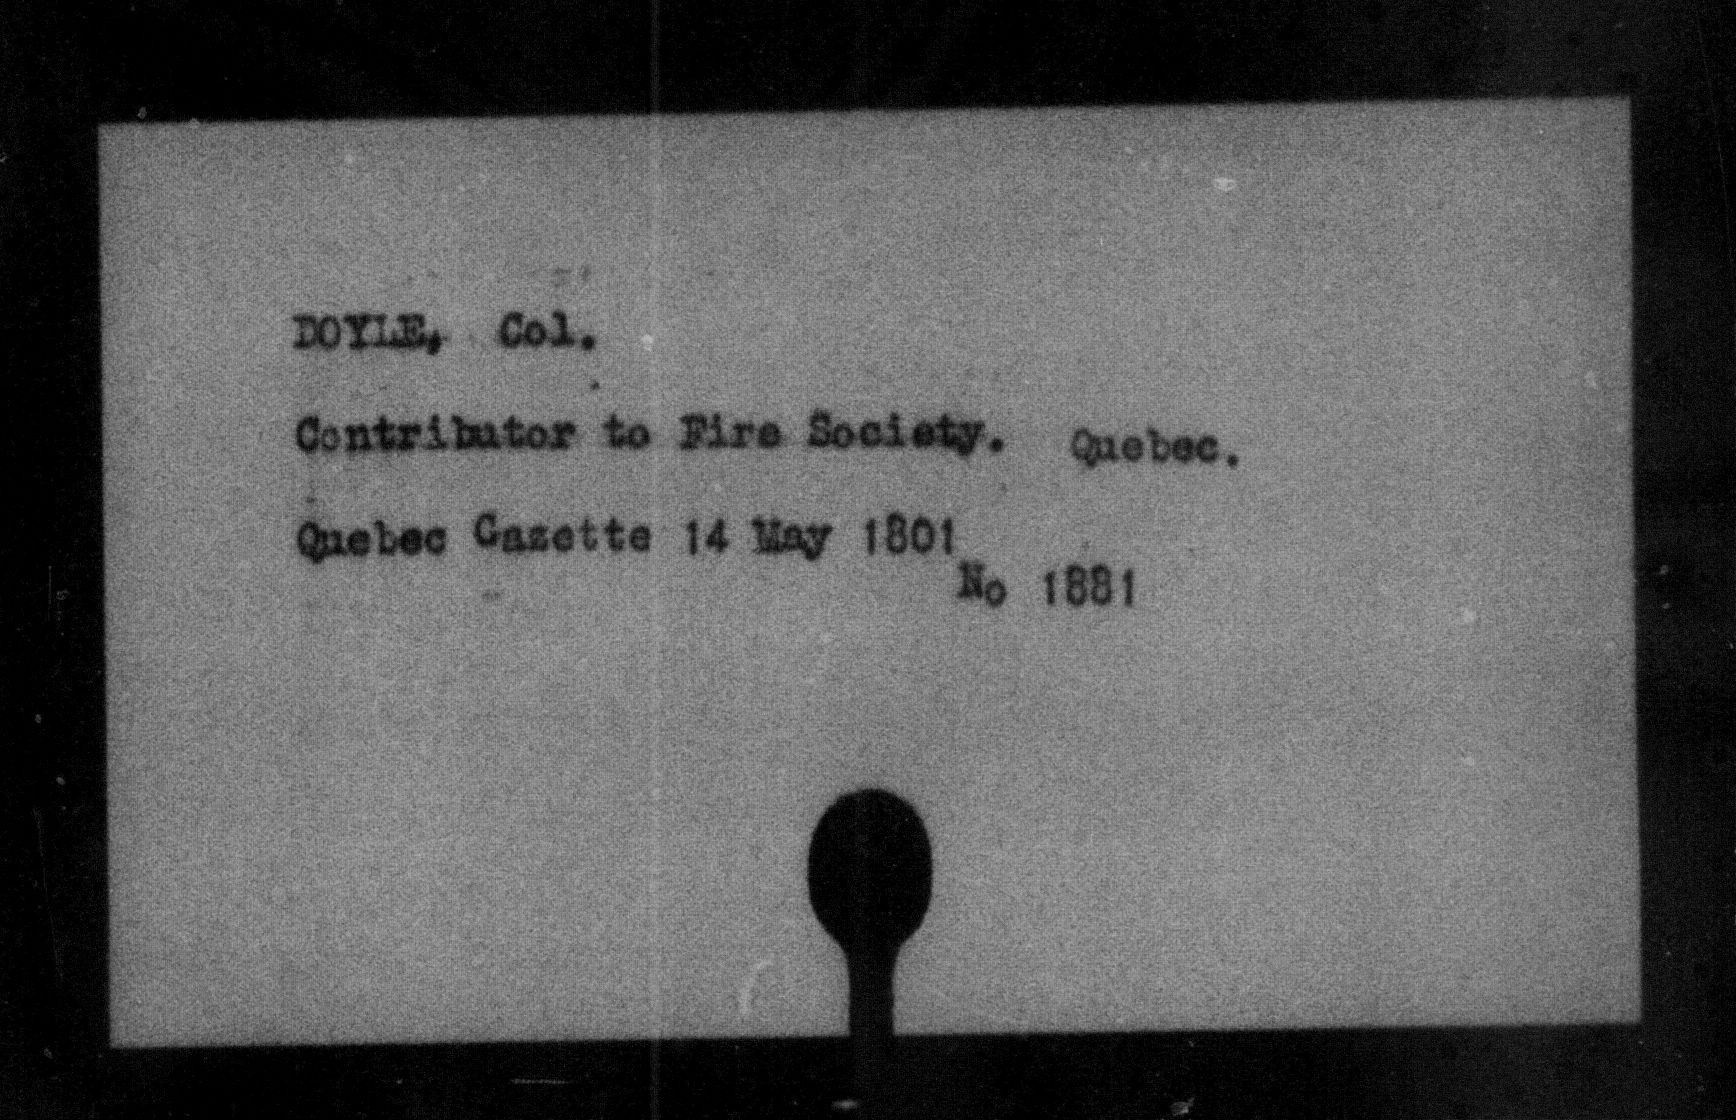 DOYLE, Col.
Contributor to Fire Society. Quebec.
Quebec Gazette 14 May 1801
No 1881